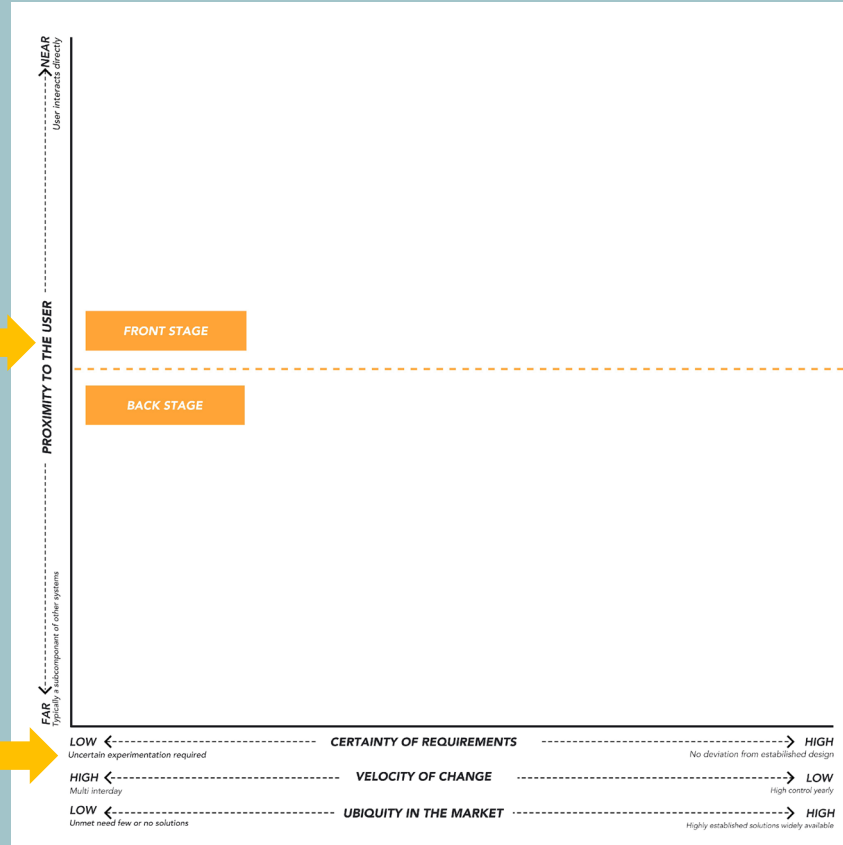 NEAR
User interacts directly
PROXIMITY TO THE USER
FAR
Typically a subcomponant of other systems
FRONT STAGE
BACK STAGE
LOW CERTAINTY OF REQUIREMENTS HIGH
Uncertain experimentation required No deviation from estabilished design
HIGH VELOCITY OF CHANGE LOW
Multi interday High control yearly
LOW UBIQUITY IN THE MARKET HIGH
Unmet need few or no solutions Highly established solutions widely available